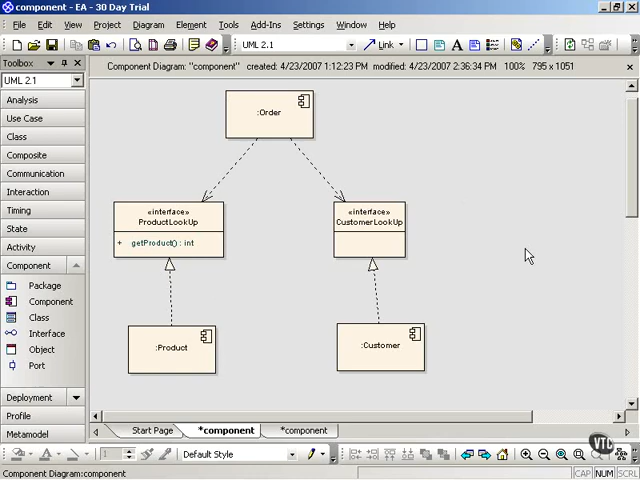 component - EA - 30 Day Trial
File Edit View Project Diagram Element Tools Add-Ins Settings Window Help
UML 2.1 Link
Toolbox
Component Diagram: "component" created: 4/23/2007 1:12:23 PM modified: 4/23/2007 2:36:34 PM 100% 795 x 1051
UML 2.1
Analysis
Use Case
Class
Composite
Communication
Interaction
Timing
State
Activity
Component
Package
Component
Class
Interface
Object
Port
Deployment
Profile
Metamodel
:Order
«interface»
ProductLookUp
+ getProduct() : int
«interface»
CustomerLookUp
:Product
:Customer
Start Page *component *component
VTC
Default Style
Component Diagram:component CAP NUM SCRL